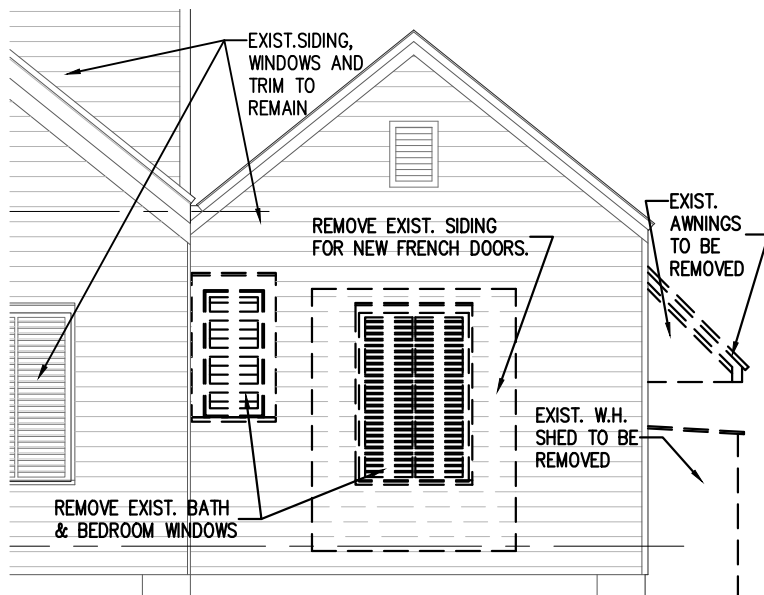 EXIST.SIDING,
WINDOWS AND
TRIM TO
REMAIN
REMOVE EXIST. SIDING
FOR NEW FRENCH DOORS.
EXIST.
AWNINGS
TO BE
REMOVED
EXIST. W.H.
SHED TO BE
REMOVED
REMOVE EXIST. BATH
& BEDROOM WINDOWS